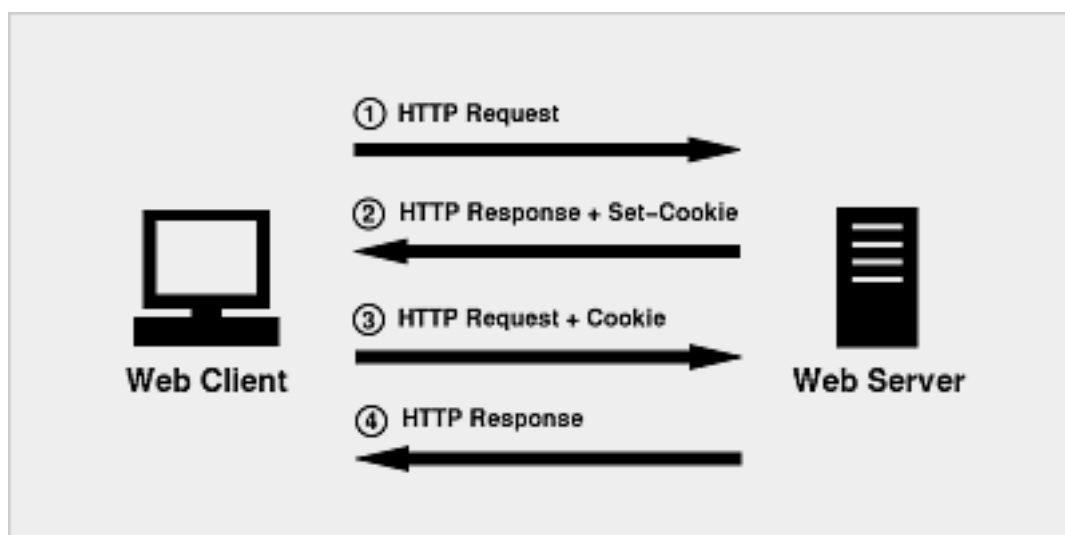 ① HTTP Request
② HTTP Response + Set-Cookie
③ HTTP Request + Cookie
Web Client
Web Server
④ HTTP Response